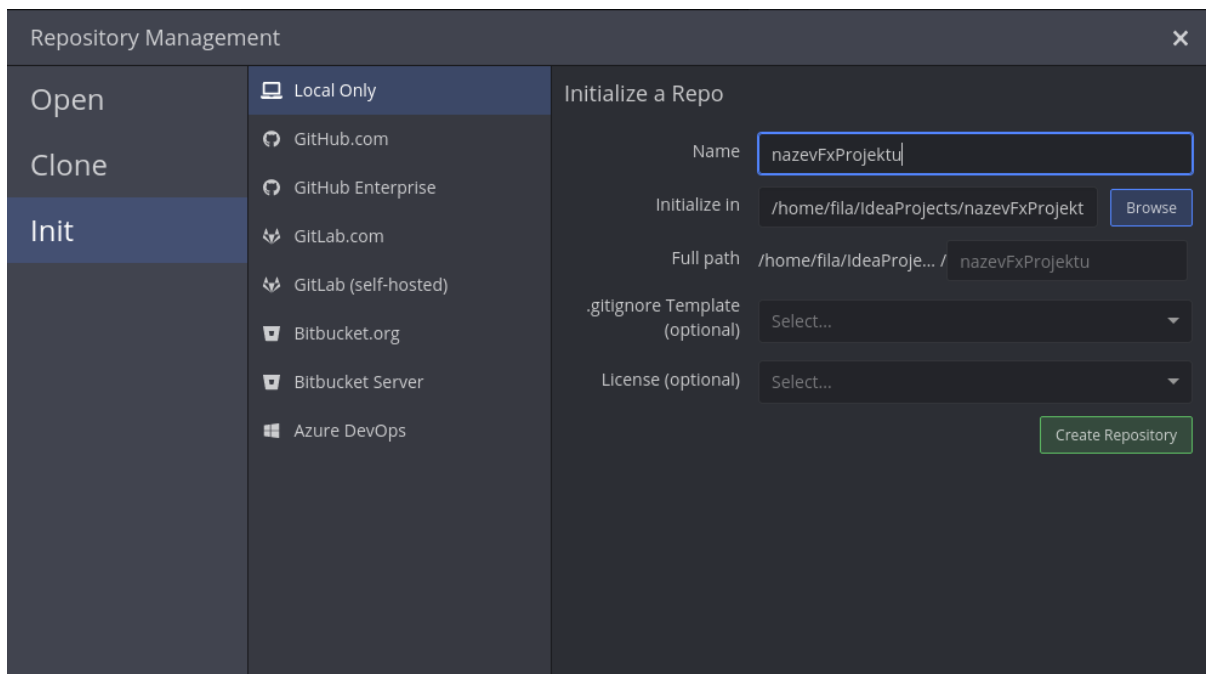 Repository Management
Open
Clone
Init
Local Only
GitHub.com
GitHub Enterprise
GitLab.com
GitLab (self-hosted)
Bitbucket.org
Bitbucket Server
Azure DevOps
Initialize a Repo
Name nazevFxProjektu
Initialize in /home/fila/IdeaProjects/nazevFxProjekt Browse
Full path /home/fila/IdeaProje... / nazevFxProjektu
.gitignore Template
(optional) Select...
License (optional) Select...
Create Repository